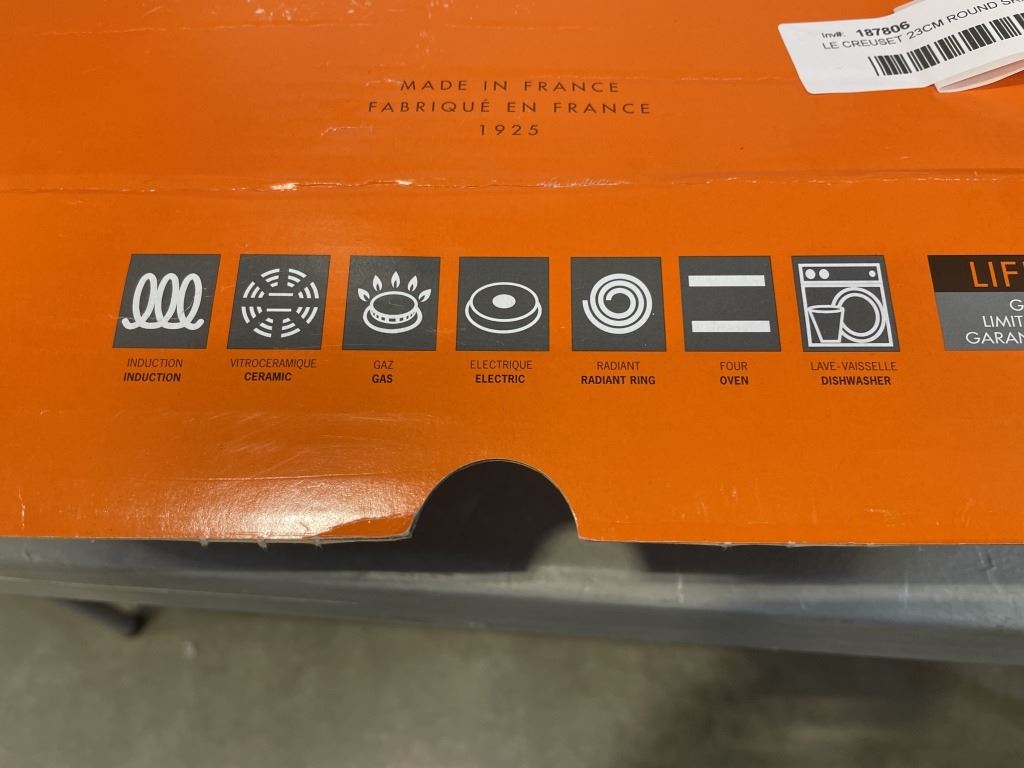 Inv#: 187806
LE CREUSET 23CM ROUND
MADE IN FRANCE
FABRIQUÉ EN FRANCE
1925
INDUCTION
INDUCTION
VITROCERAMIQUE
CERAMIC
GAZ
GAS
ELECTRIQUE
ELECTRIC
RADIANT
RADIANT RING
FOUR
OVEN
LAVE-VAISSELLE
DISHWASHER